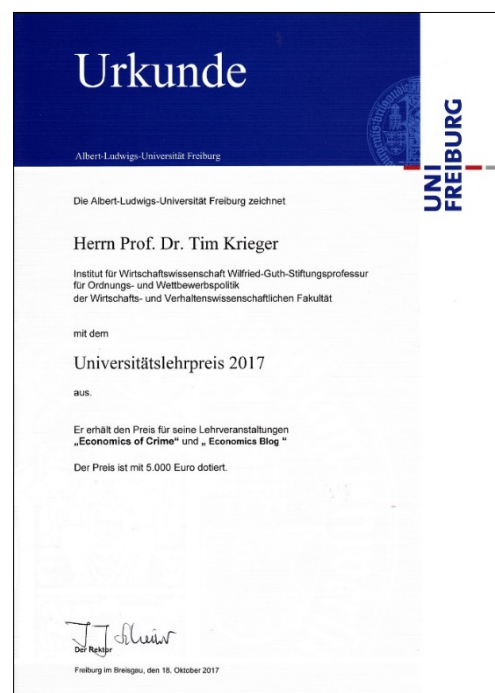 Urkunde
Albert-Ludwigs-Universität Freiburg
UNI
FREIBURG
Die Albert-Ludwigs-Universität Freiburg zeichnet
Herrn Prof. Dr. Tim Krieger
Institut für Wirtschaftswissenschaft Wilfried-Guth-Stiftungsprofessur
für Ordnungs- und Wettbewerbspolitik
der Wirtschafts- und Verhaltenswissenschaftlichen Fakultät
mit dem
Universitätslehrpreis 2017
aus.
Er erhält den Preis für seine Lehrveranstaltungen
„Economics of Crime“ und „ Economics Blog “
Der Preis ist mit 5.000 Euro dotiert.
Der Rektor
Freiburg im Breisgau, den 18. Oktober 2017